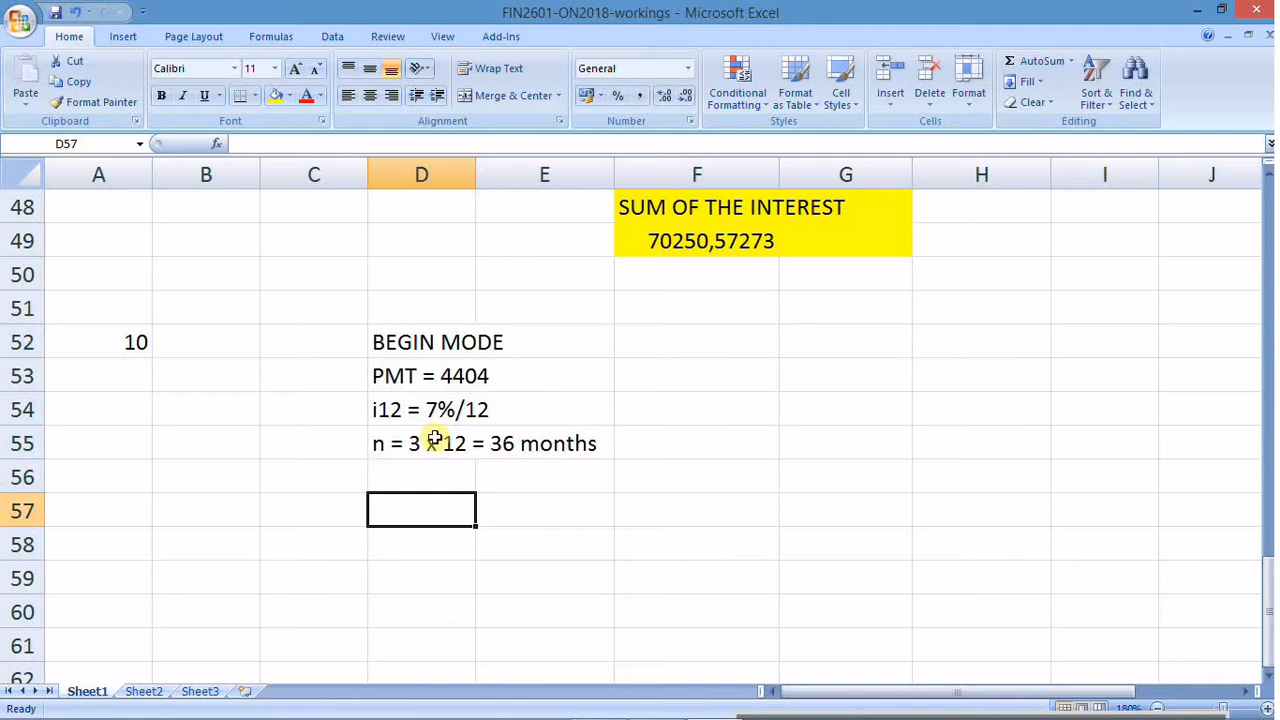 FIN2601-ON2018-workings - Microsoft Excel
Home Insert Page Layout Formulas Data Review View Add-Ins
Paste
Cut
Copy
Format Painter
Clipboard
Calibri 11
B I U
Font
Wrap Text
Merge & Center
Alignment
General
Number
Conditional Formatting
Format as Table
Cell Styles
Styles
Insert Delete Format
Cells
AutoSum
Fill
Clear
Sort & Filter
Find & Select
Editing
D57 fx
A B C D E F G H I J
48 SUM OF THE INTEREST
49 70250,57273
50
51
52 10 BEGIN MODE
53 PMT = 4404
54 i12 = 7%/12
55 n = 3 x 12 = 36 months
56
57
58
59
60
61
62
Sheet1 Sheet2 Sheet3
Ready 180%